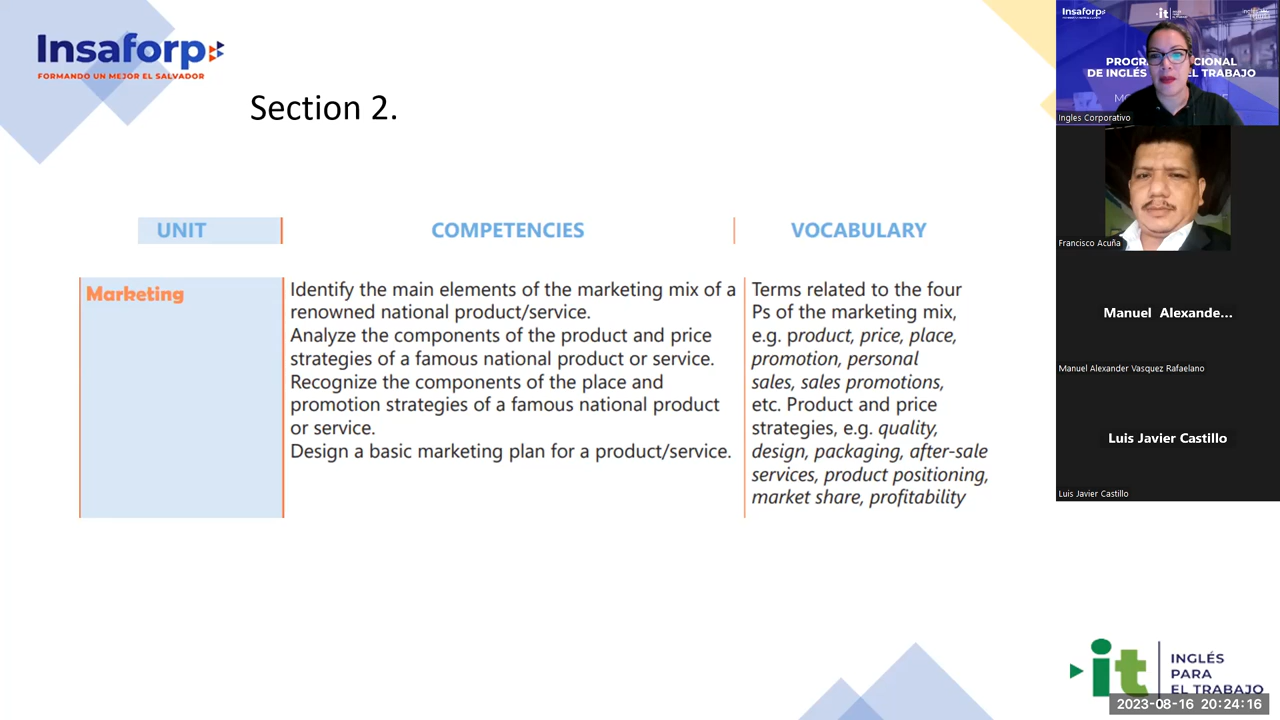 Insaforp
FORMANDO UN MEJOR EL SALVADOR
Section 2.
UNIT
COMPETENCIES
VOCABULARY
Marketing
Identify the main elements of the marketing mix of a
renowned national product/service.
Analyze the components of the product and price
strategies of a famous national product or service.
Recognize the components of the place and
promotion strategies of a famous national product
or service.
Design a basic marketing plan for a product/service.
Terms related to the four
Ps of the marketing mix,
e.g. product, price, place,
promotion, personal
sales, sales promotions,
etc. Product and price
strategies, e.g. quality,
design, packaging, after-sale
services, product positioning,
market share, profitability
Insaforp
it
PROG CIONAL
DE INGLÉS EL TRABAJO
Ingles Corporativo
Francisco Acuña
Manuel Alexande...
Manuel Alexander Vasquez Rafaelano
Luis Javier Castillo
Luis Javier Castillo
it
INGLÉS
PARA
EL TRABAJO
2023-08-16 20:24:16